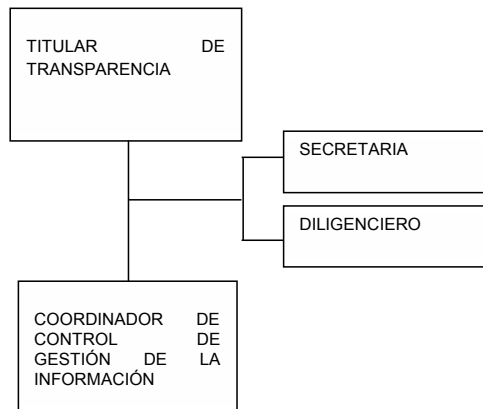 TITULAR DE
TRANSPARENCIA
SECRETARIA
DILIGENCIERO
COORDINADOR DE
CONTROL DE
GESTIÓN DE LA
INFORMACIÓN